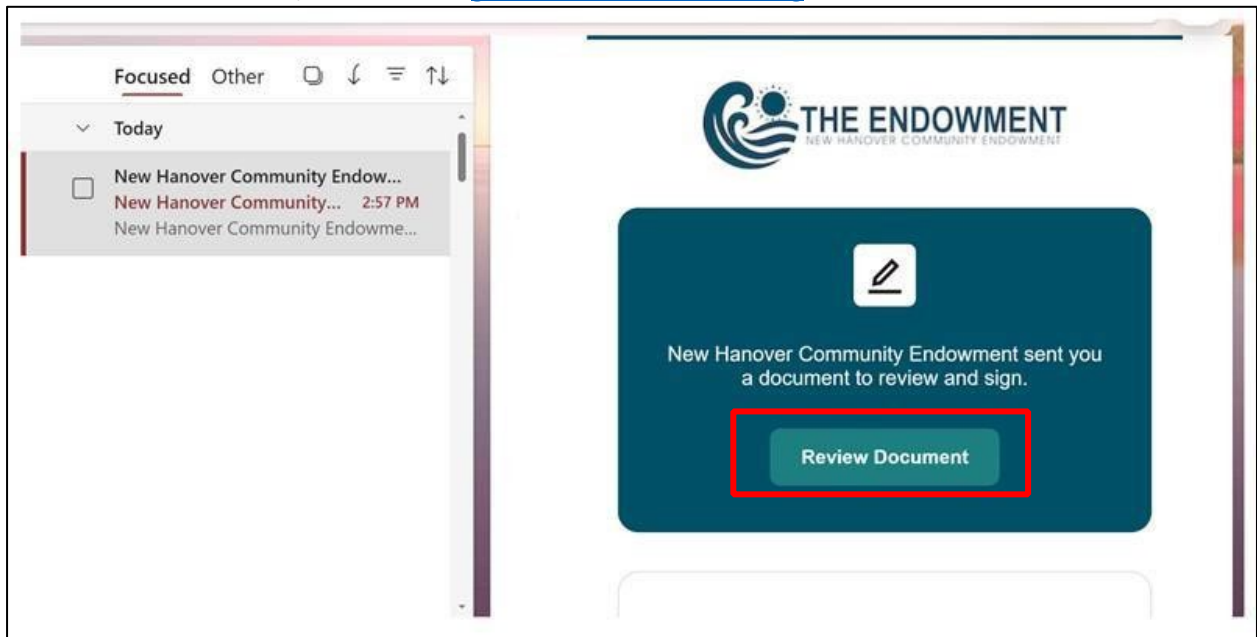 Focused Other
Today
New Hanover Community Endow...
New Hanover Community... 2:57 PM
New Hanover Community Endowme...
THE ENDOWMENT
NEW HANOVER COMMUNITY ENDOWMENT
New Hanover Community Endowment sent you
a document to review and sign.
Review Document